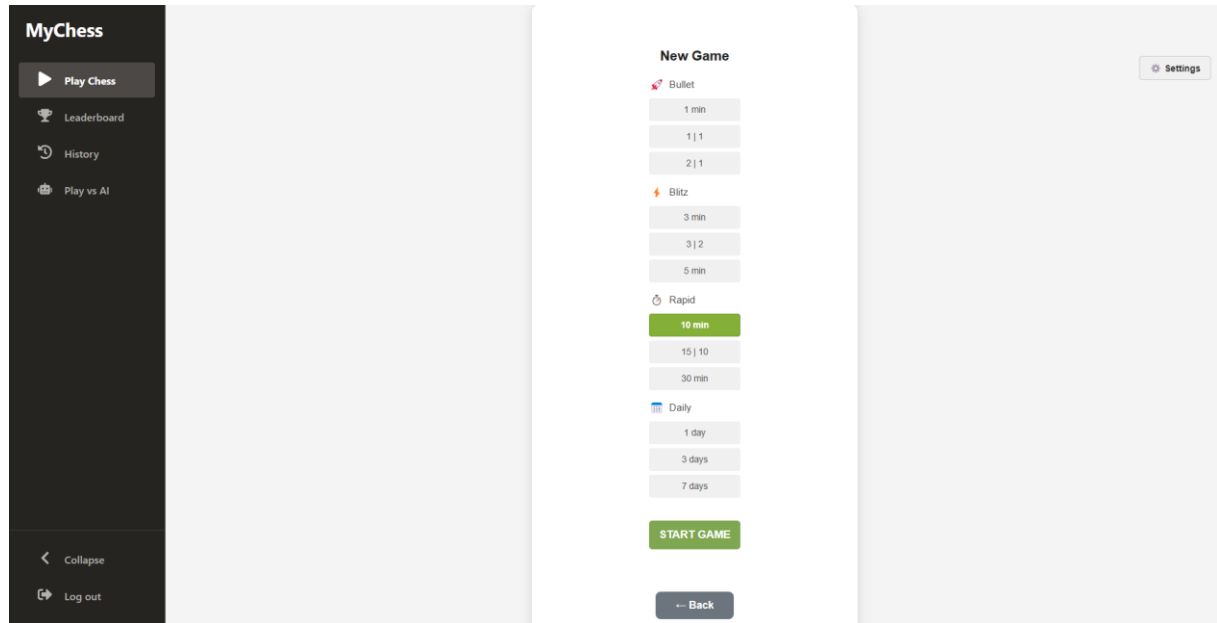 MyChess
Play Chess
Leaderboard
History
Play vs AI
Collapse
Log out
New Game
Bullet
1 min
1 | 1
2 | 1
Blitz
3 min
3 | 2
5 min
Rapid
10 min
15 | 10
30 min
Daily
1 day
3 days
7 days
START GAME
← Back
Settings